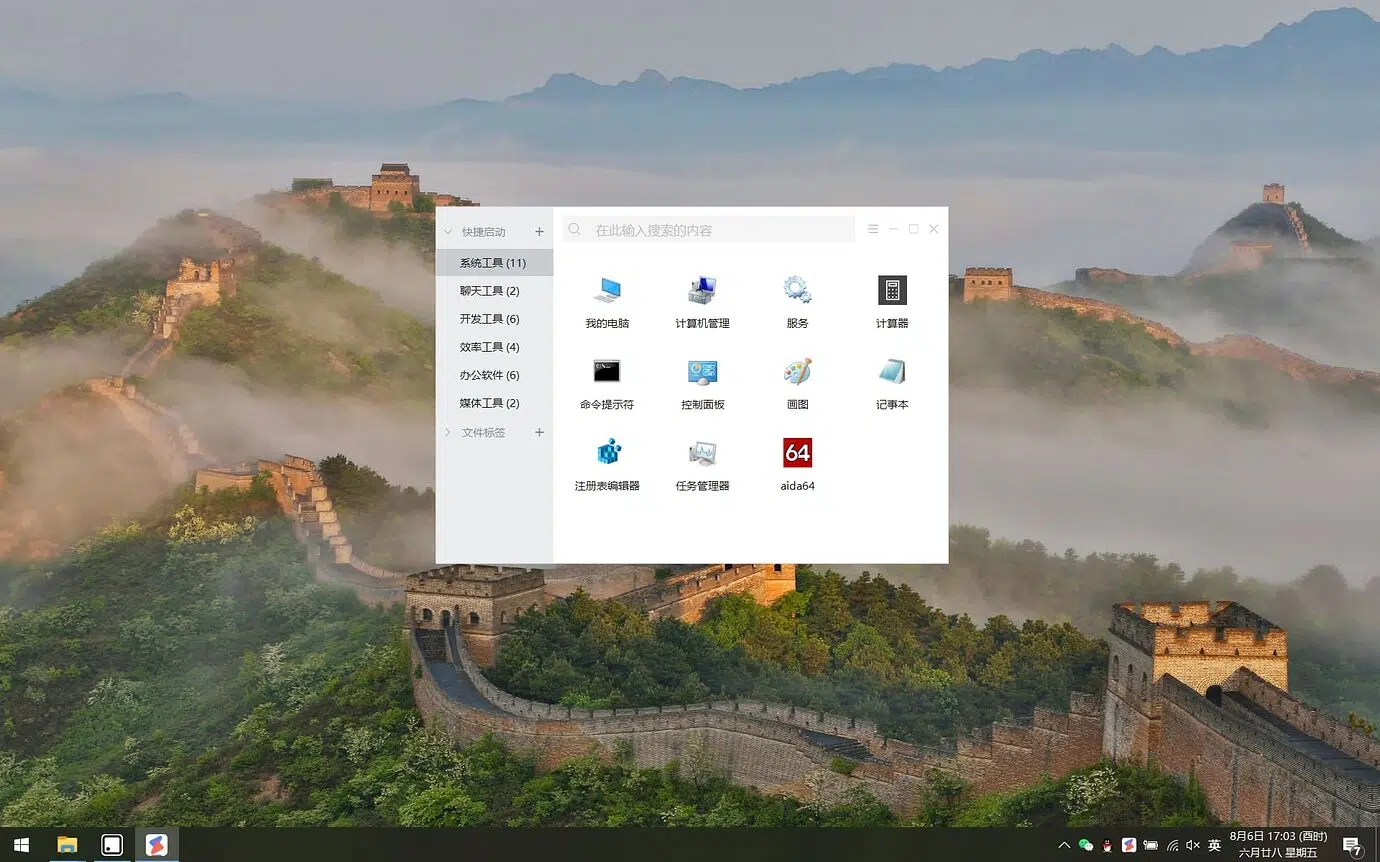 快捷启动
系统工具 (11)
聊天工具 (2)
开发工具 (6)
效率工具 (4)
办公软件 (6)
媒体工具 (2)
文件标签
在此输入搜索的内容
我的电脑
计算机管理
服务
计算器
命令提示符
控制面板
画图
记事本
注册表编辑器
任务管理器
64
aida64
英
8月6日 17:03 (酉时)
六月廿八 星期五
7